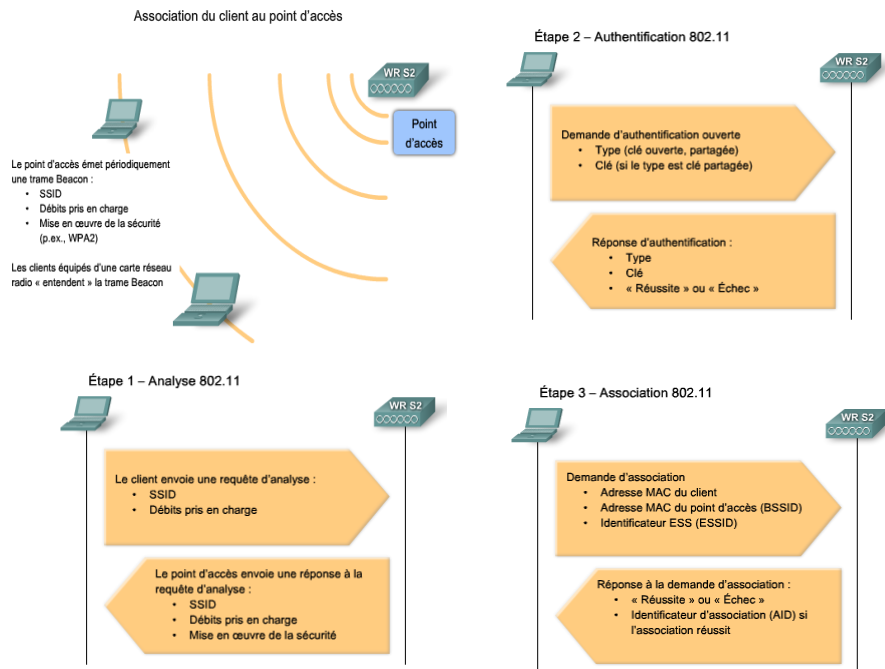 Association du client au point d'accès
WR S2
Point
d'accès
Le point d'accès émet périodiquement
une trame Beacon :
• SSID
• Débits pris en charge
• Mise en œuvre de la sécurité
(p.ex., WPA2)
Les clients équipés d'une carte réseau
radio « entendent » la trame Beacon
Étape 1 – Analyse 802.11
WR S2
Le client envoie une requête d'analyse :
• SSID
• Débits pris en charge
Le point d'accès envoie une réponse à la
requête d'analyse :
• SSID
• Débits pris en charge
• Mise en œuvre de la sécurité
Étape 2 – Authentification 802.11
WR S2
Demande d'authentification ouverte
• Type (clé ouverte, partagée)
• Clé (si le type est clé partagée)
Réponse d'authentification :
• Type
• Clé
• « Réussite » ou « Échec »
Étape 3 – Association 802.11
WR S2
Demande d'association
• Adresse MAC du client
• Adresse MAC du point d'accès (BSSID)
• Identificateur ESS (ESSID)
Réponse à la demande d'association :
• « Réussite » ou « Échec »
• Identificateur d'association (AID) si
l'association réussit